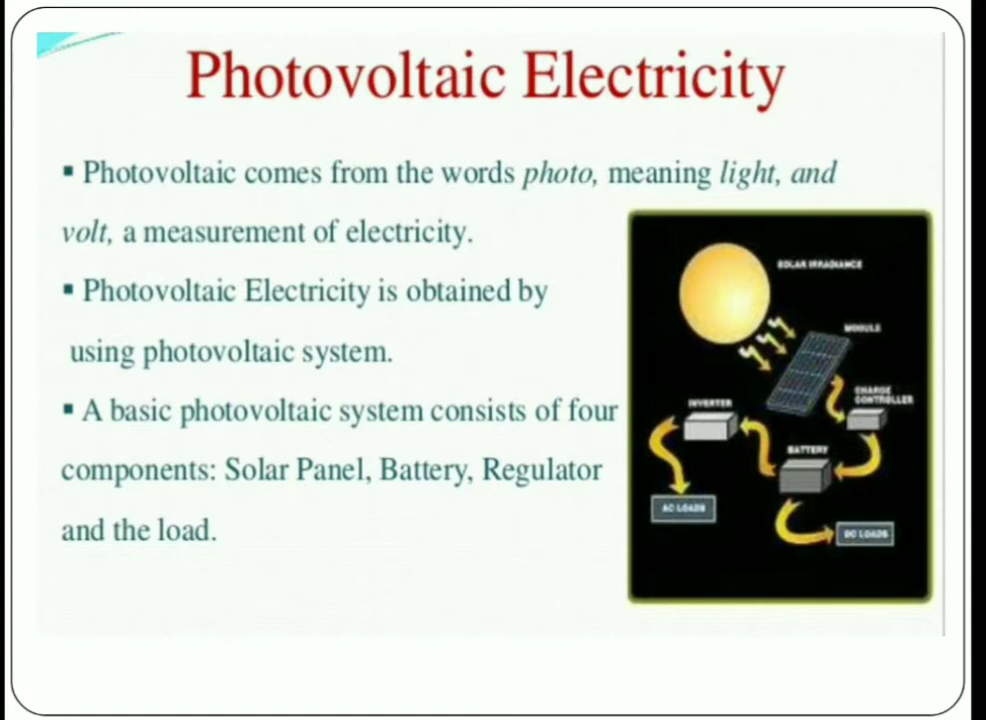 Photovoltaic Electricity
▪ Photovoltaic comes from the words photo, meaning light, and
volt, a measurement of electricity.
▪ Photovoltaic Electricity is obtained by
using photovoltaic system.
▪ A basic photovoltaic system consists of four
components: Solar Panel, Battery, Regulator
and the load.
SOLAR IRRADIANCE
MODULE
CHARGE
CONTROLLER
INVERTER
BATTERY
AC LOADS
DC LOADS